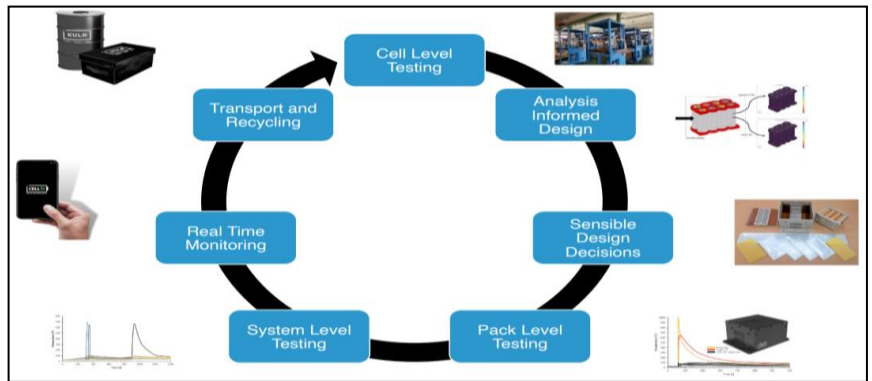 KULR
Cell Level
Testing
Transport and
Recycling
Analysis
Informed
Design
Real Time
Monitoring
Sensible
Design
Decisions
System Level
Testing
Pack Level
Testing